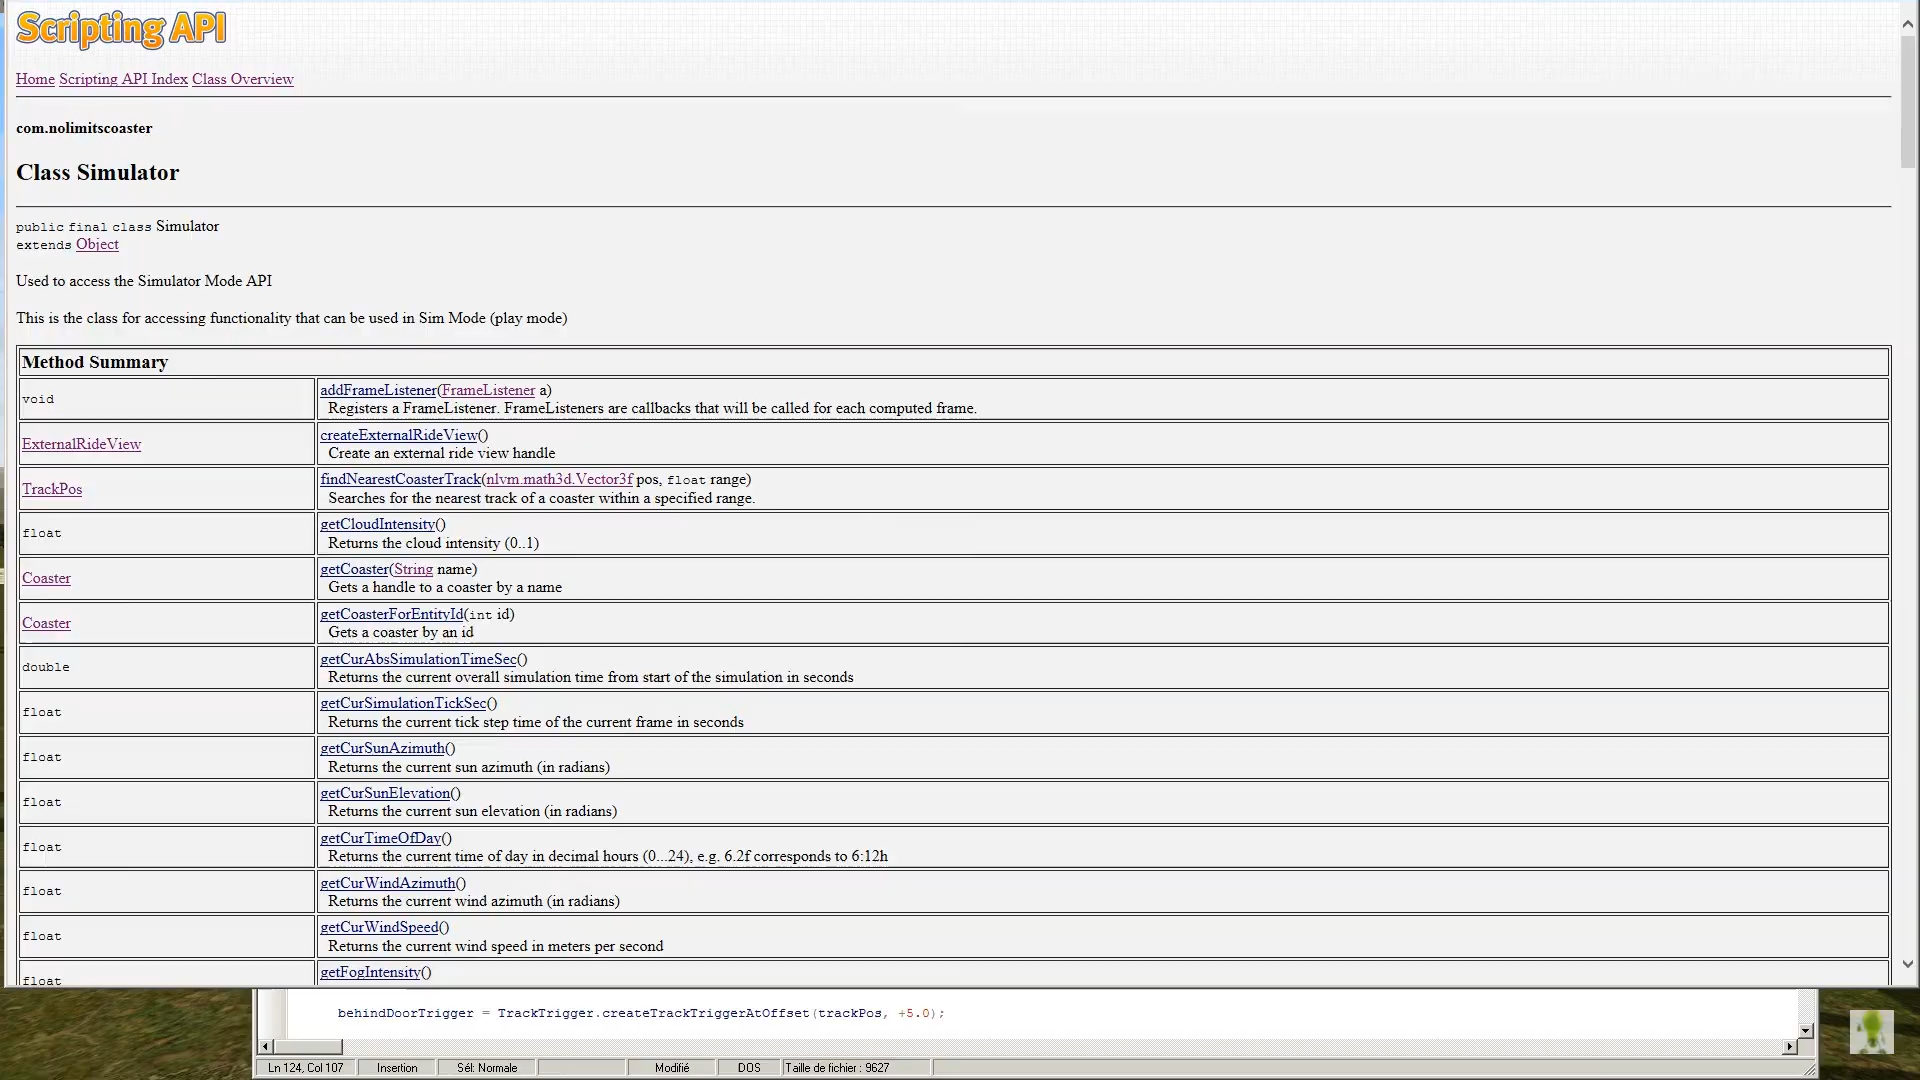 Scripting API
Home Scripting API Index Class Overview
com.nolimitscoaster
Class Simulator
public final class Simulator
extends Object
Used to access the Simulator Mode API
This is the class for accessing functionality that can be used in Sim Mode (play mode)
Method Summary
void
addFrameListener(FrameListener a)
Registers a FrameListener. FrameListeners are callbacks that will be called for each computed frame.
ExternalRideView
createExternalRideView()
Create an external ride view handle
TrackPos
findNearestCoasterTrack(nlvm.math3d.Vector3f pos, float range)
Searches for the nearest track of a coaster within a specified range.
float
getCloudIntensity()
Returns the cloud intensity (0..1)
Coaster
getCoaster(String name)
Gets a handle to a coaster by a name
Coaster
getCoasterForEntityId(int id)
Gets a coaster by an id
double
getCurAbsSimulationTimeSec()
Returns the current overall simulation time from start of the simulation in seconds
float
getCurSimulationTickSec()
Returns the current tick step time of the current frame in seconds
float
getCurSunAzimuth()
Returns the current sun azimuth (in radians)
float
getCurSunElevation()
Returns the current sun elevation (in radians)
float
getCurTimeOfDay()
Returns the current time of day in decimal hours (0...24), e.g. 6.2f corresponds to 6:12h
float
getCurWindAzimuth()
Returns the current wind azimuth (in radians)
float
getCurWindSpeed()
Returns the current wind speed in meters per second
float
getFogIntensity()
behindDoorTrigger = TrackTrigger.createTrackTriggerAtOffset(trackPos, +5.0);
Ln 124, Col 107 Insertion Sél: Normale Modifié DOS Taille de fichier : 9627